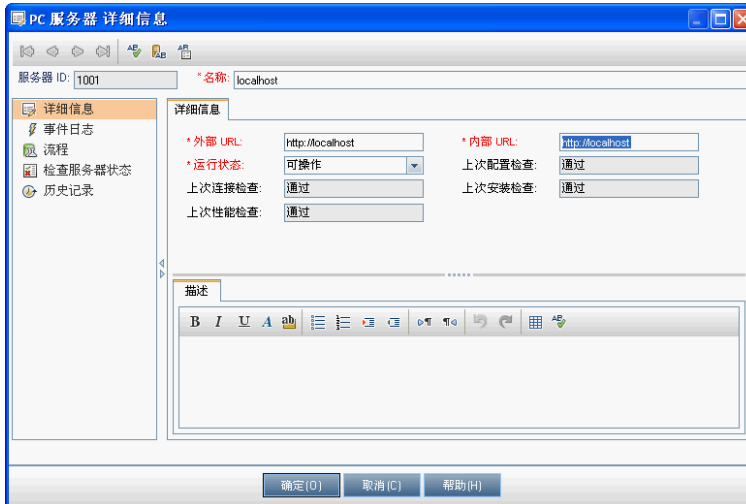 PC 服务器 详细信息
服务器 ID: 1001 *名称: localhost
详细信息
事件日志
流程
检查服务器状态
历史记录
详细信息
*外部 URL: http://localhost *内部 URL: http://localhost
*运行状态: 可操作 上次配置检查: 通过
上次连接检查: 通过 上次安装检查: 通过
上次性能检查: 通过
描述
B I U A ab
确定(O) 取消(C) 帮助(H)